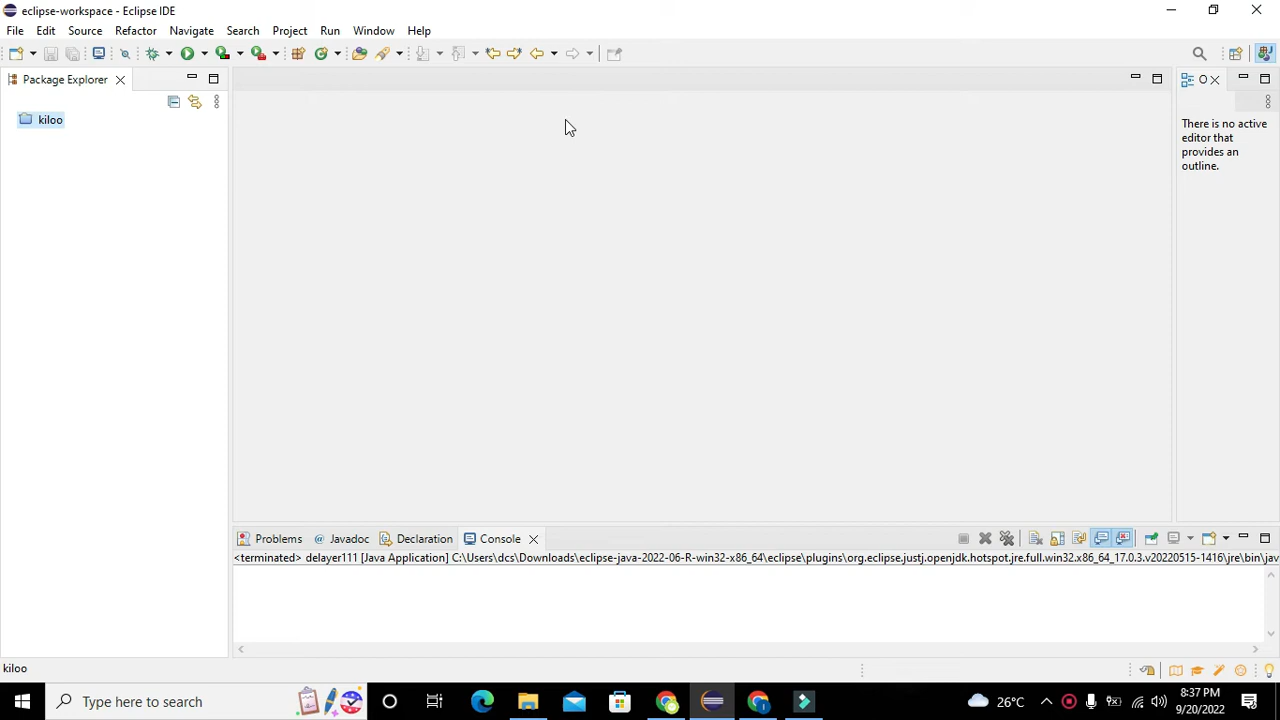 eclipse-workspace - Eclipse IDE
File Edit Source Refactor Navigate Search Project Run Window Help
Package Explorer
O
kiloo
There is no active
editor that
provides an
outline.
Problems Javadoc Declaration Console
<terminated> delayer111 [Java Application] C:\Users\dcs\Downloads\eclipse-java-2022-06-R-win32-x86_64\eclipse\plugins\org.eclipse.justj.openjdk.hotspot.jre.full.win32.x86_64_17.0.3.v20220515-1416\jre\bin\jav
kiloo
Type here to search
26°C
8:37 PM
9/20/2022